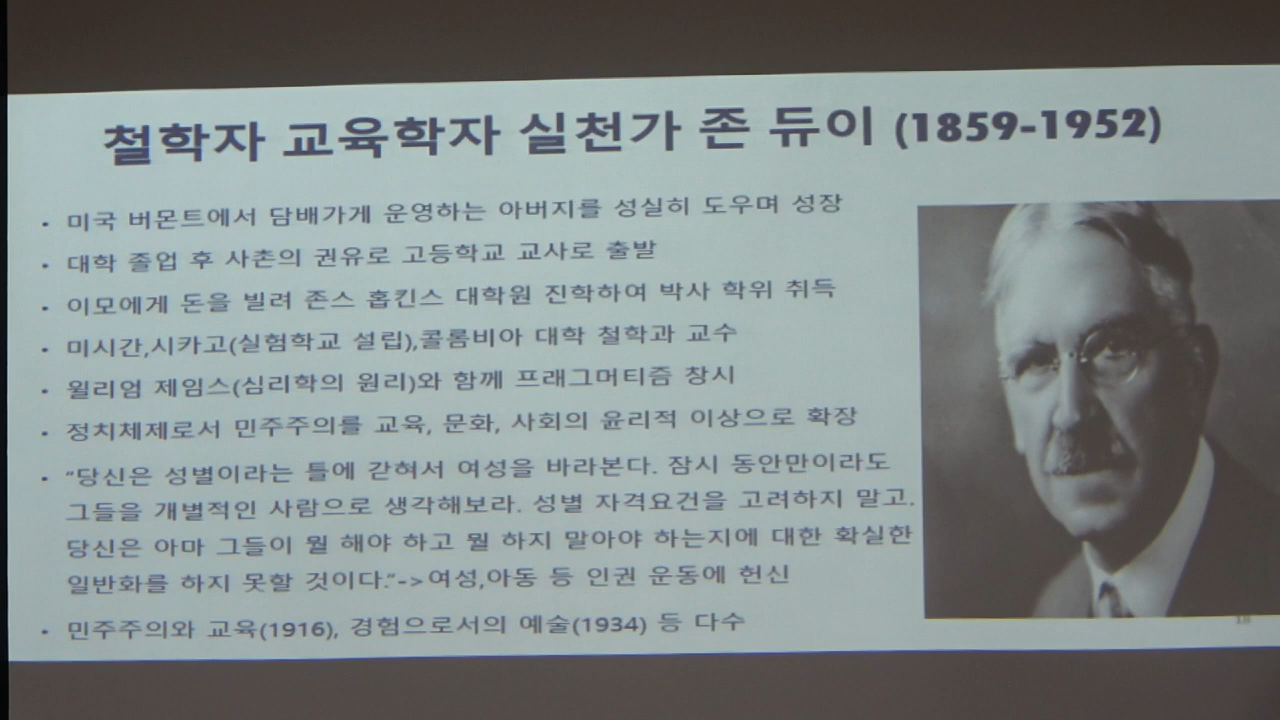 철학자 교육학자 실천가 존 듀이 (1859-1952)
• 미국 버몬트에서 담배가게 운영하는 아버지를 성실히 도우며 성장
• 대학 졸업 후 사촌의 권유로 고등학교 교사로 출발
• 이모에게 돈을 빌려 존스 홉킨스 대학원 진학하여 박사 학위 취득
• 미시간,시카고(실험학교 설립),콜롬비아 대학 철학과 교수
• 윌리엄 제임스(심리학의 원리)와 함께 프래그머티즘 창시
• 정치체제로서 민주주의를 교육, 문화, 사회의 윤리적 이상으로 확장
• “당신은 성별이라는 틀에 갇혀서 여성을 바라본다. 잠시 동안만이라도
그들을 개별적인 사람으로 생각해보라. 성별 자격요건을 고려하지 말고.
당신은 아마 그들이 뭘 해야 하고 뭘 하지 말아야 하는지에 대한 확실한
일반화를 하지 못할 것이다.”->여성,아동 등 인권 운동에 헌신
• 민주주의와 교육(1916), 경험으로서의 예술(1934) 등 다수
18